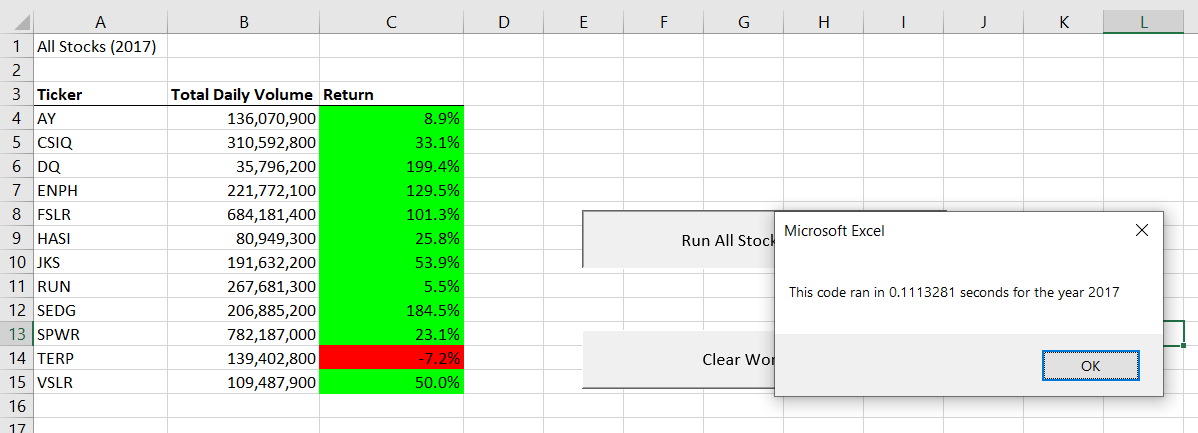 A B C D E F G H I J K L
1 All Stocks (2017)
2
3 Ticker Total Daily Volume Return
4 AY 136,070,900 8.9%
5 CSIQ 310,592,800 33.1%
6 DQ 35,796,200 199.4%
7 ENPH 221,772,100 129.5%
8 FSLR 684,181,400 101.3%
9 HASI 80,949,300 25.8%
10 JKS 191,632,200 53.9%
11 RUN 267,681,300 5.5%
12 SEDG 206,885,200 184.5%
13 SPWR 782,187,000 23.1%
14 TERP 139,402,800 -7.2%
15 VSLR 109,487,900 50.0%
16
17
Run All Stock
Clear Wor
Microsoft Excel
This code ran in 0.1113281 seconds for the year 2017
OK